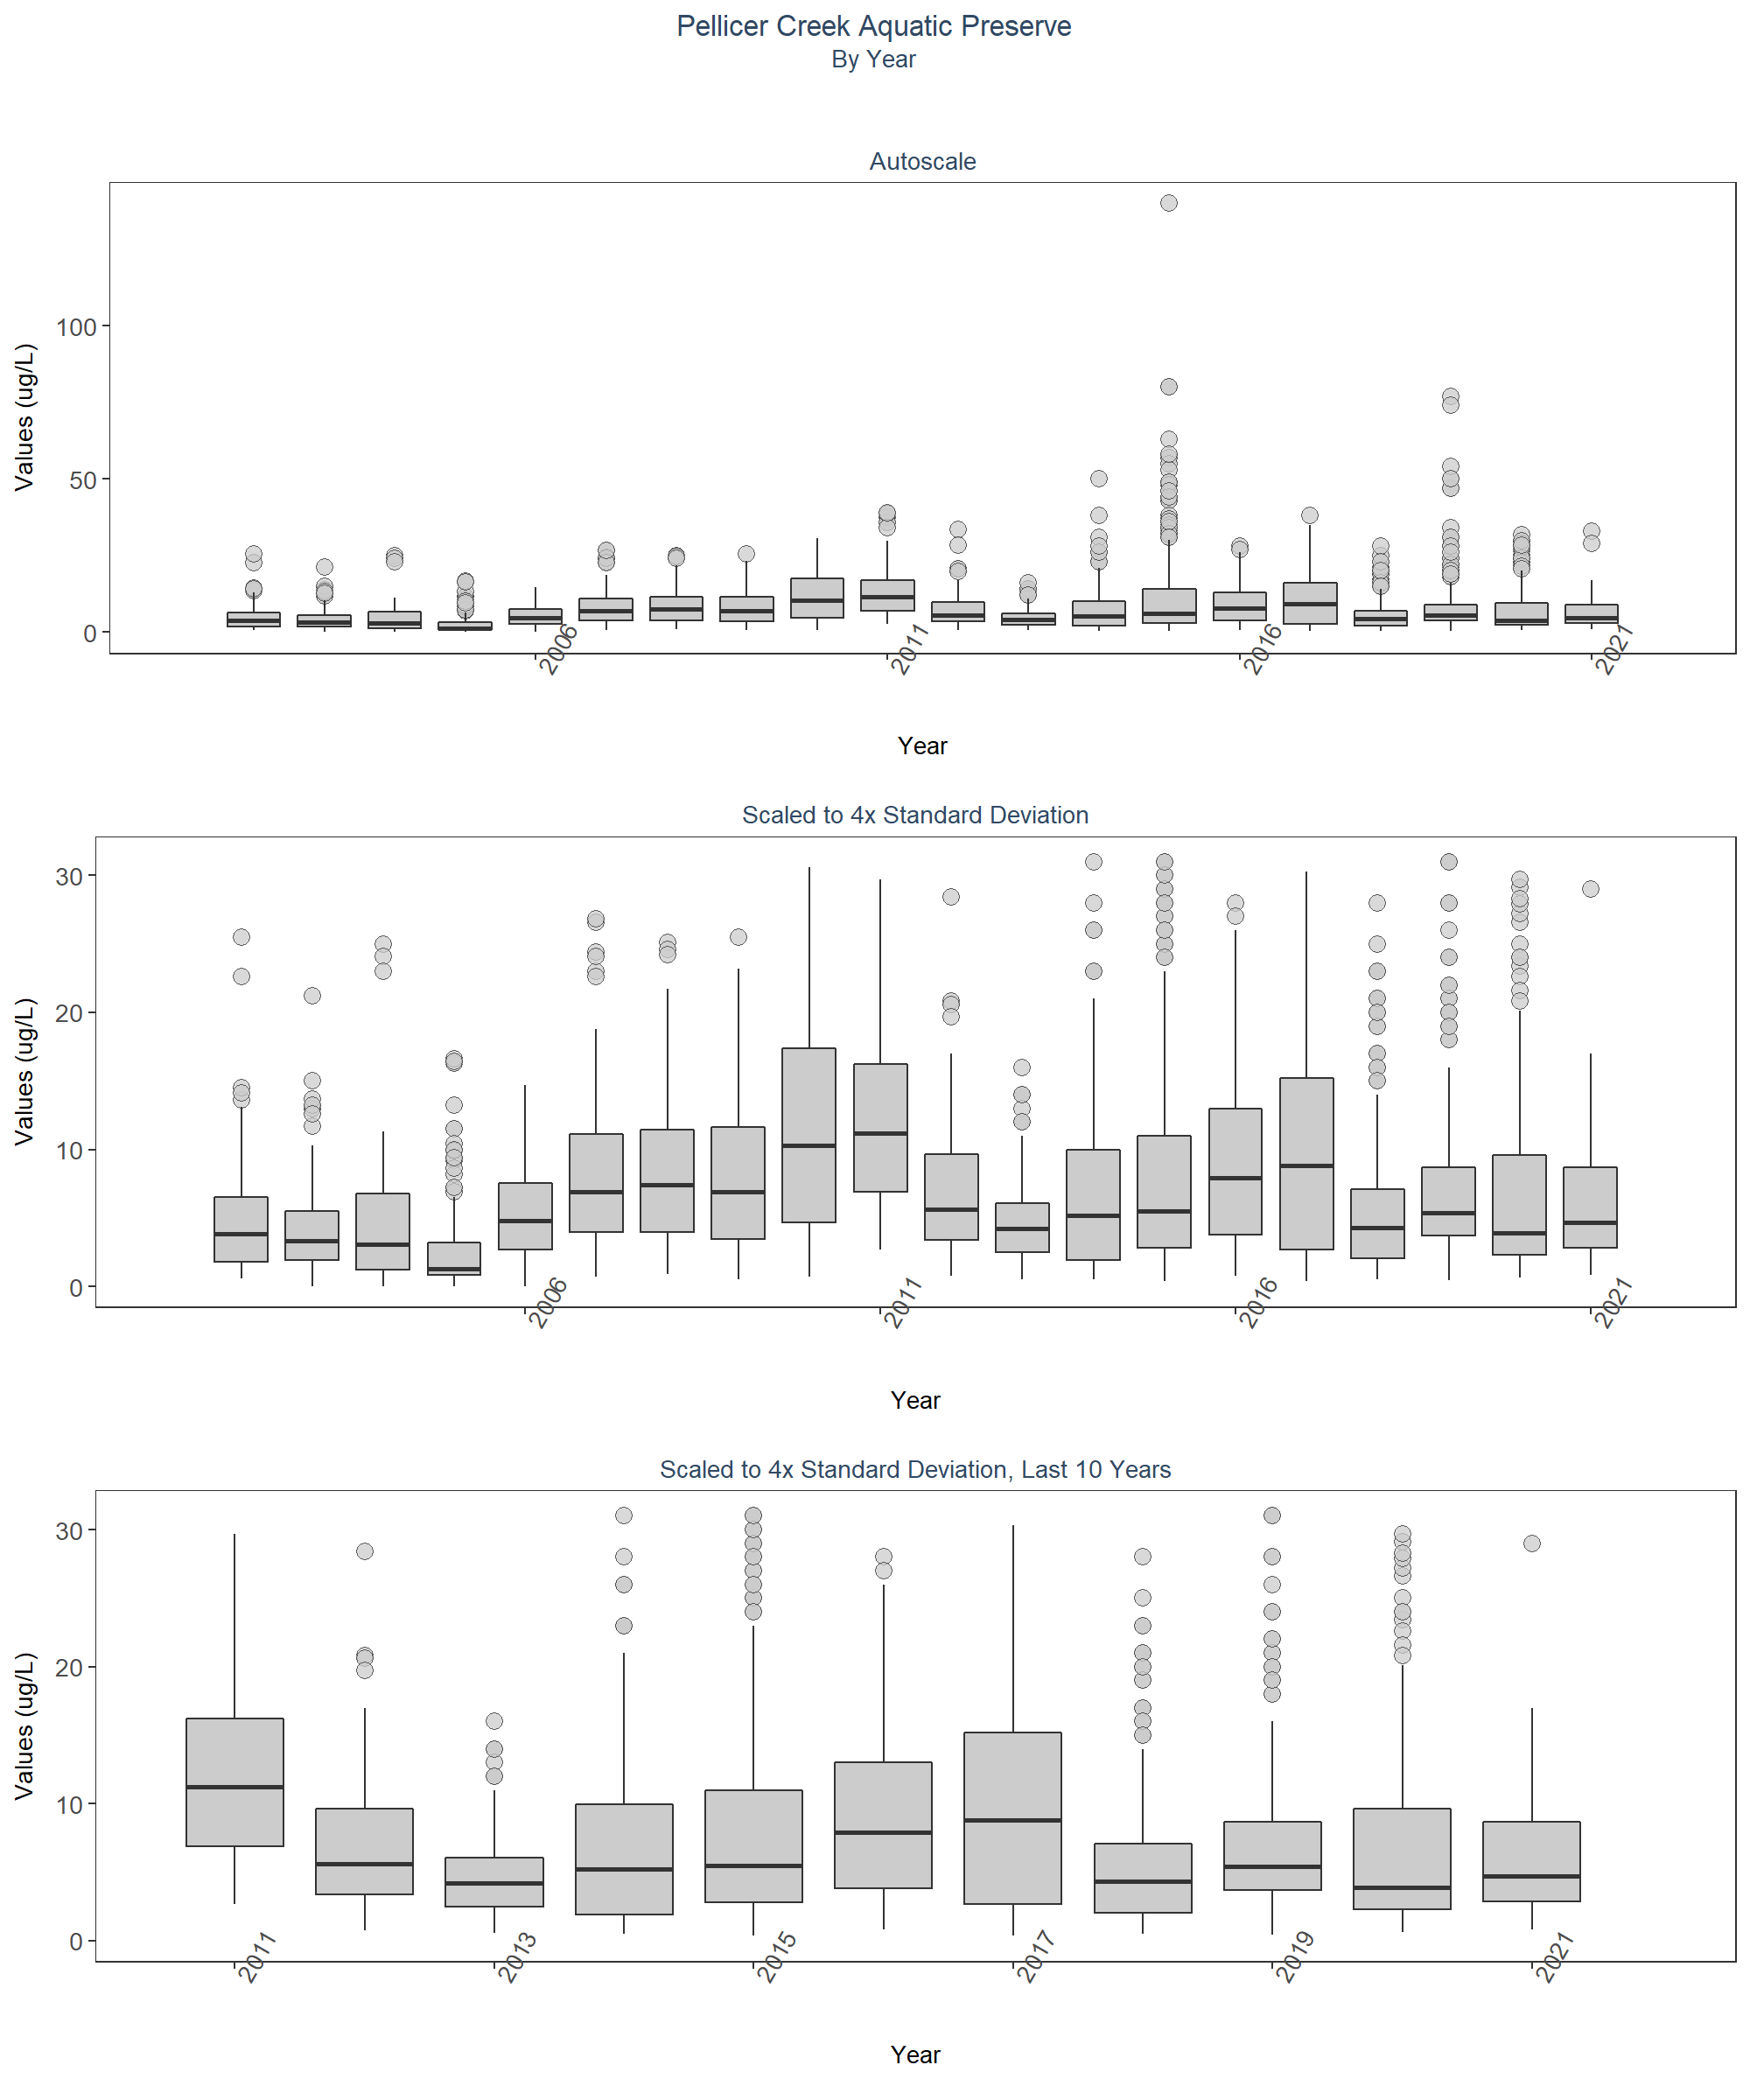 Pellicer Creek Aquatic Preserve
By Year
Autoscale
Values (ug/L)
100
50
0
2006
2011
2016
2021
Year
Scaled to 4x Standard Deviation
Values (ug/L)
30
20
10
0
2006
2011
2016
2021
Year
Scaled to 4x Standard Deviation, Last 10 Years
Values (ug/L)
30
20
10
0
2011
2013
2015
2017
2019
2021
Year